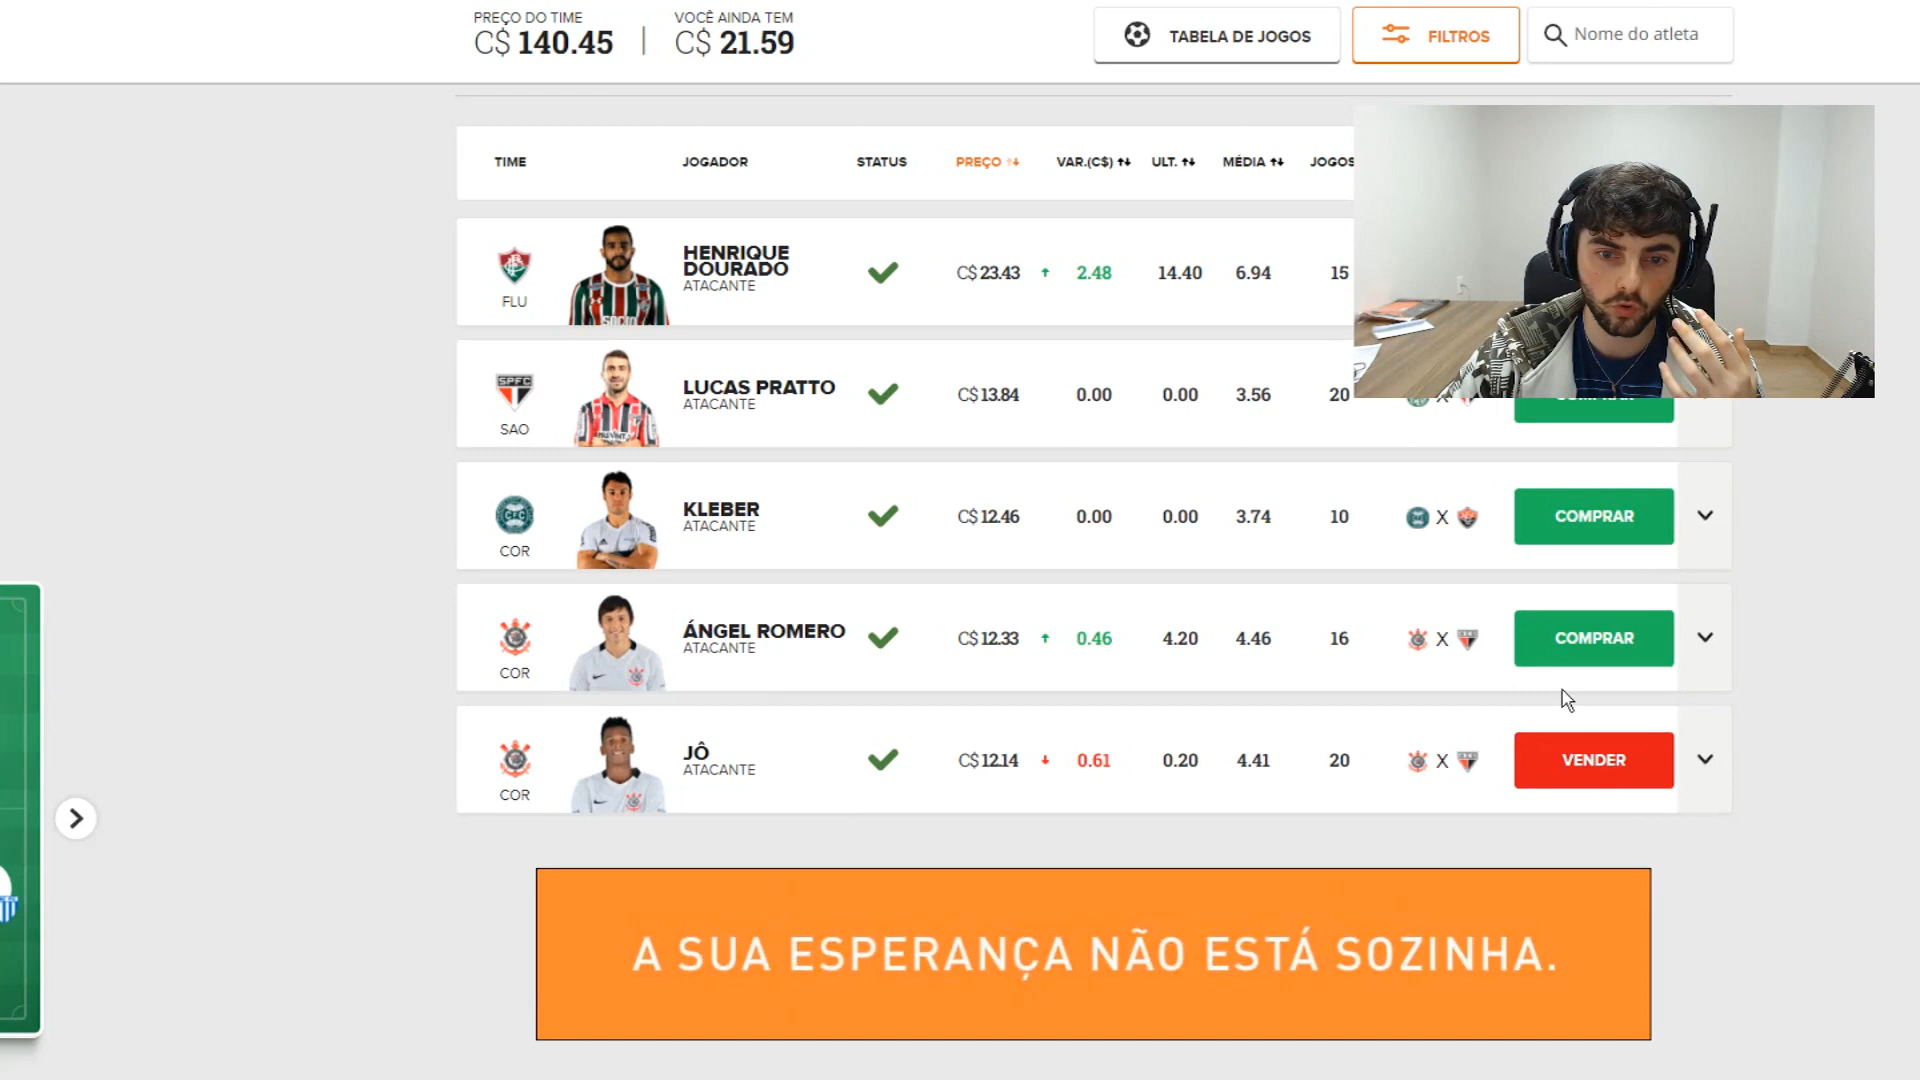 PREÇO DO TIME
C$ 140.45
VOCÊ AINDA TEM
C$ 21.59
TABELA DE JOGOS
FILTROS
Nome do atleta
TIME JOGADOR STATUS PREÇO VAR.(C$) ULT. MÉDIA JOGOS
FLU
HENRIQUE
DOURADO
ATACANTE
C$ 23.43 2.48 14.40 6.94 15
SPFC
SAO
LUCAS PRATTO
ATACANTE
C$ 13.84 0.00 0.00 3.56 20 X
CFC
COR
KLEBER
ATACANTE
C$ 12.46 0.00 0.00 3.74 10 X COMPRAR
COR
ÁNGEL ROMERO
ATACANTE
C$ 12.33 0.46 4.20 4.46 16 X COMPRAR
COR
JÔ
ATACANTE
C$ 12.14 0.61 0.20 4.41 20 X VENDER
A SUA ESPERANÇA NÃO ESTÁ SOZINHA.